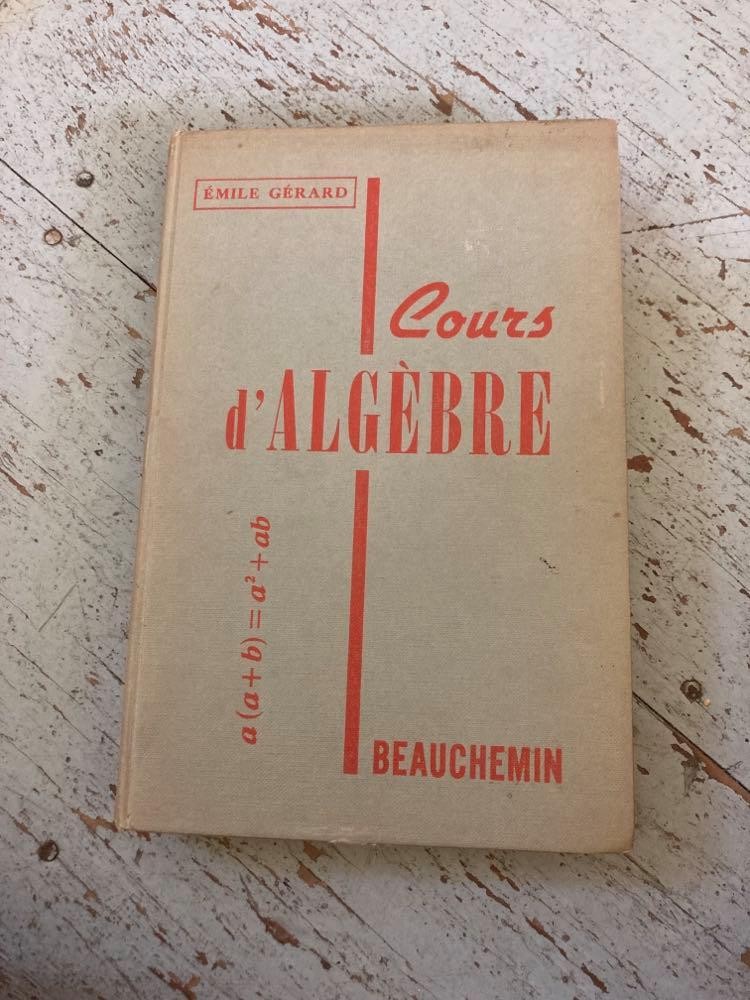 ÉMILE GÉRARD
Cours
d'ALGÈBRE
a(a+b)=a²+ab
BEAUCHEMIN